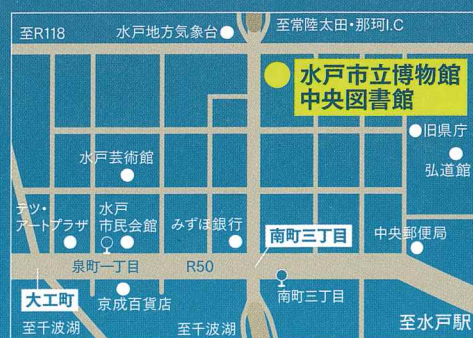 至R118
水戸地方気象台
至常陸太田・那珂I.C
水戸市立博物館
中央図書館
旧県庁
弘道館
水戸芸術館
テツ・
アートプラザ
水戸
市民会館
みずほ銀行
南町三丁目
中央郵便局
泉町一丁目
R50
大工町
京成百貨店
南町三丁目
至千波湖
至千波湖
至水戸駅